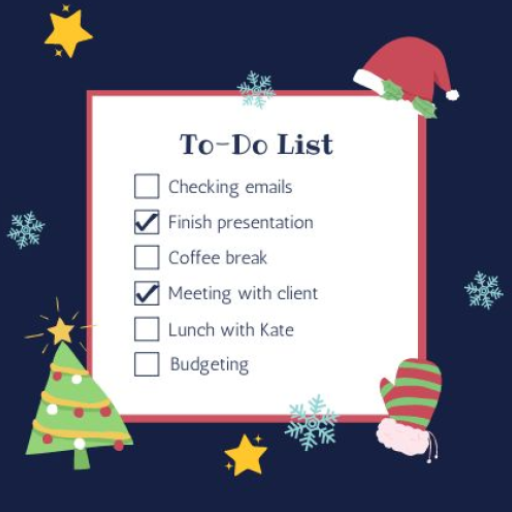 To-Do List
Checking emails
Finish presentation
Coffee break
Meeting with client
Lunch with Kate
Budgeting